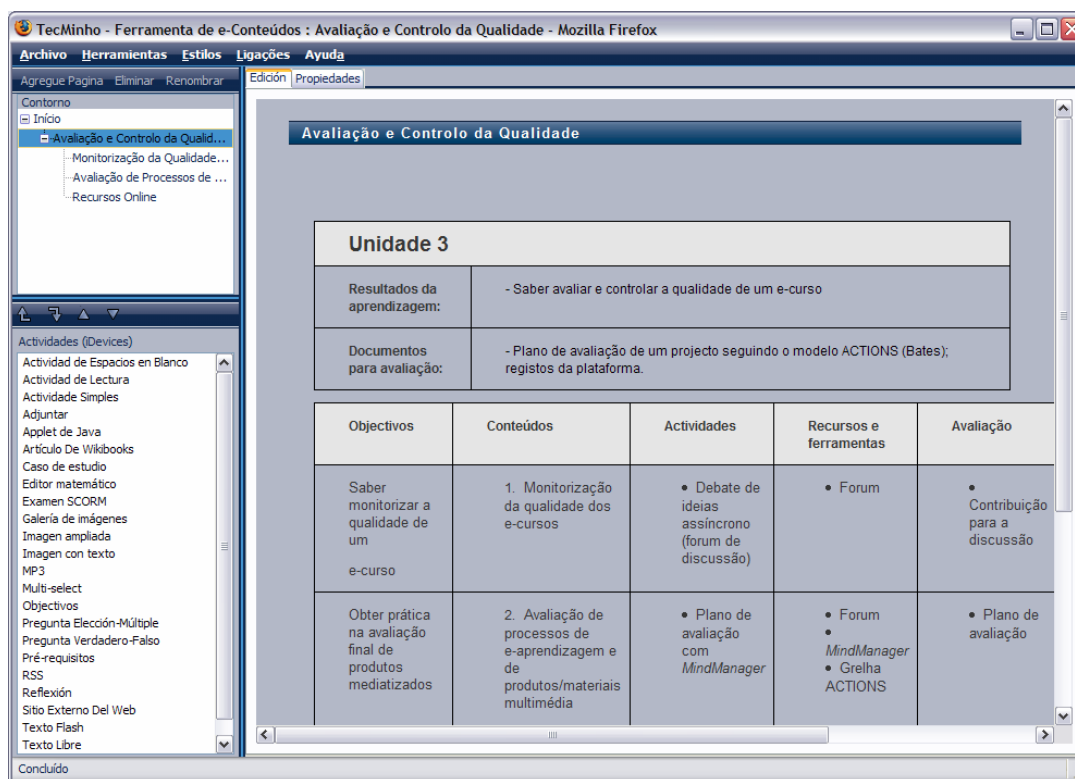 TecMinho - Ferramenta de e-Conteúdos : Avaliação e Controlo da Qualidade - Mozilla Firefox
Archivo Herramientas Estilos Ligações Ayuda
Agregue Pagina Eliminar Renombrar
Contorno
Início
Avaliação e Controlo da Qualid...
Monitorização da Qualidade...
Avaliação de Processos de ...
Recursos Online
Actividades (iDevices)
Actividad de Espacios en Blanco
Actividad de Lectura
Actividade Simples
Adjuntar
Applet de Java
Artículo De Wikibooks
Caso de estudio
Editor matemático
Examen SCORM
Galería de imágenes
Imagen ampliada
Imagen con texto
MP3
Multi-select
Objectivos
Pregunta Elección-Múltiple
Pregunta Verdadero-Falso
Pré-requisitos
RSS
Reflexión
Sitio Externo Del Web
Texto Flash
Texto Libre
Edición Propiedades
Avaliação e Controlo da Qualidade
Unidade 3
Resultados da
aprendizagem:
- Saber avaliar e controlar a qualidade de um e-curso
Documentos
para avaliação:
- Plano de avaliação de um projecto seguindo o modelo ACTIONS (Bates);
registos da plataforma.
Objectivos
Conteúdos
Actividades
Recursos e
ferramentas
Avaliação
Saber
monitorizar a
qualidade de
um
e-curso
1. Monitorização
da qualidade dos
e-cursos
• Debate de
ideias
assíncrono
(forum de
discussão)
• Forum
•
Contribuição
para a
discussão
Obter prática
na avaliação
final de
produtos
mediatizados
2. Avaliação de
processos de
e-aprendizagem e
de
produtos/materiais
multimédia
• Plano de
avaliação
com
MindManager
• Forum
•
MindManager
• Grelha
ACTIONS
• Plano de
avaliação
Concluído